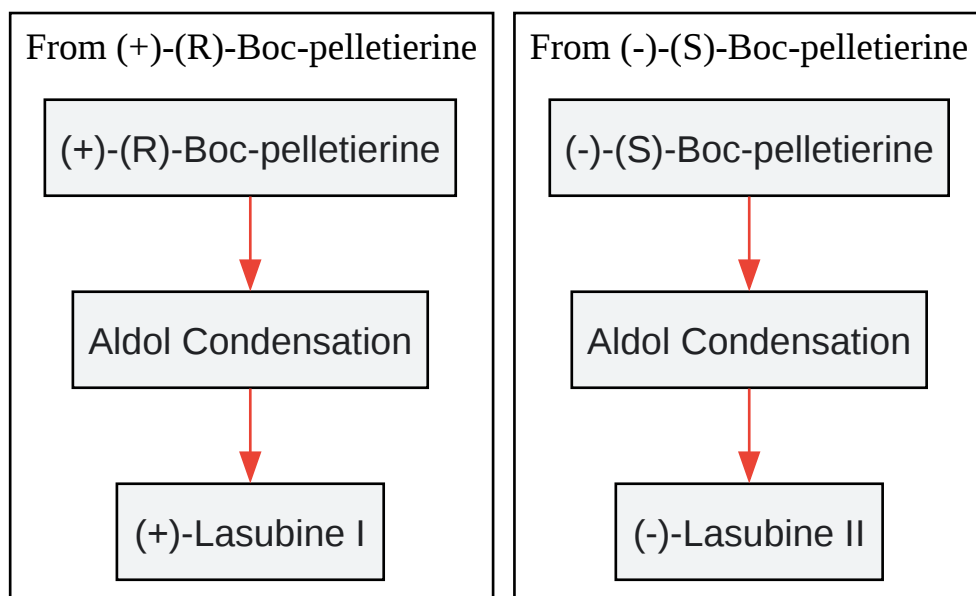 From (+)-(R)-Boc-pelletierine
(+)-(R)-Boc-pelletierine
Aldol Condensation
(+)-Lasubine I
From (-)-(S)-Boc-pelletierine
(-)-(S)-Boc-pelletierine
Aldol Condensation
(-)-Lasubine II